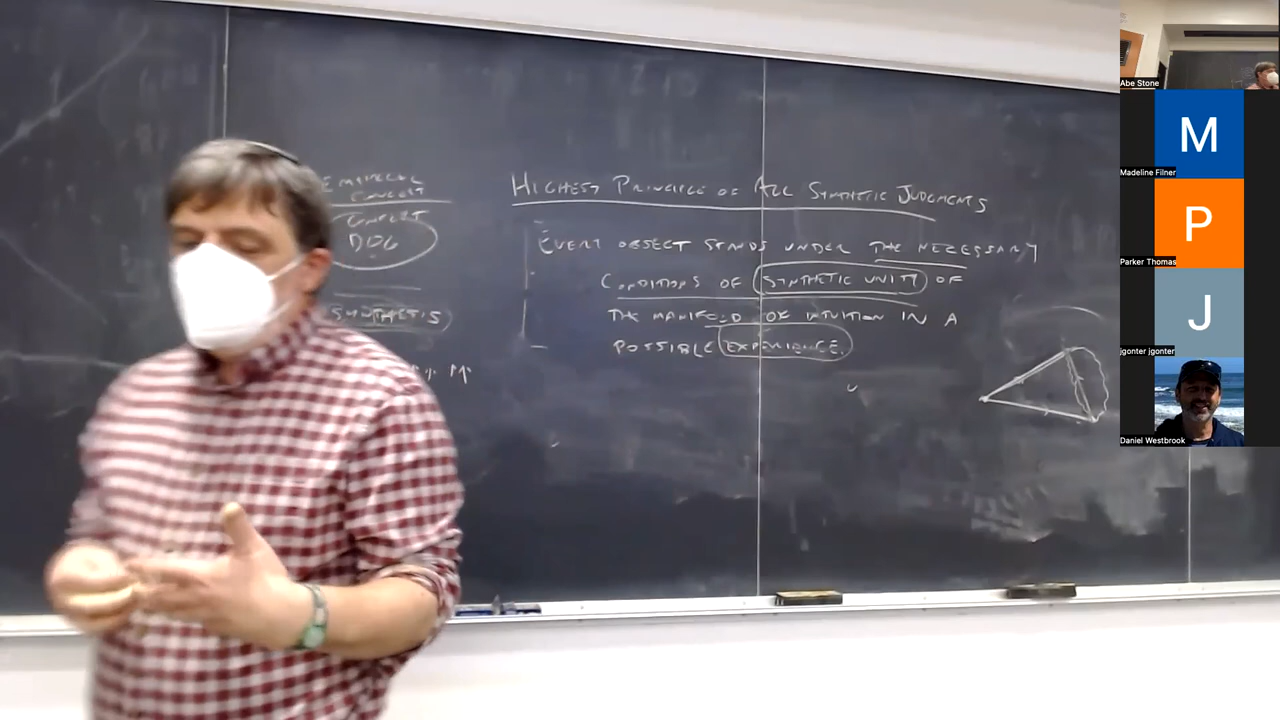 EMPIRICAL
CONCEPT
CONCEPT
DOG
SYNTHESIS
HIGHEST PRINCIPLE OF ALL SYNTHETIC JUDGMENTS
EVERY OBJECT STANDS UNDER THE NECESSARY
CONDITIONS OF SYNTHETIC UNITY OF
THE MANIFOLD OF INTUITION IN A
POSSIBLE EXPERIENCE.
Abe Stone
M
Madeline Filner
P
Parker Thomas
J
jgonter jgonter
Daniel Westbrook